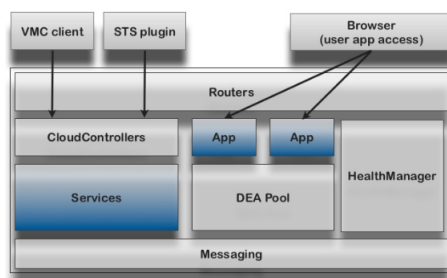 VMC client
STS plugin
Browser
(user app access)
Routers
CloudControllers
App
App
HealthManager
Services
DEA Pool
Messaging